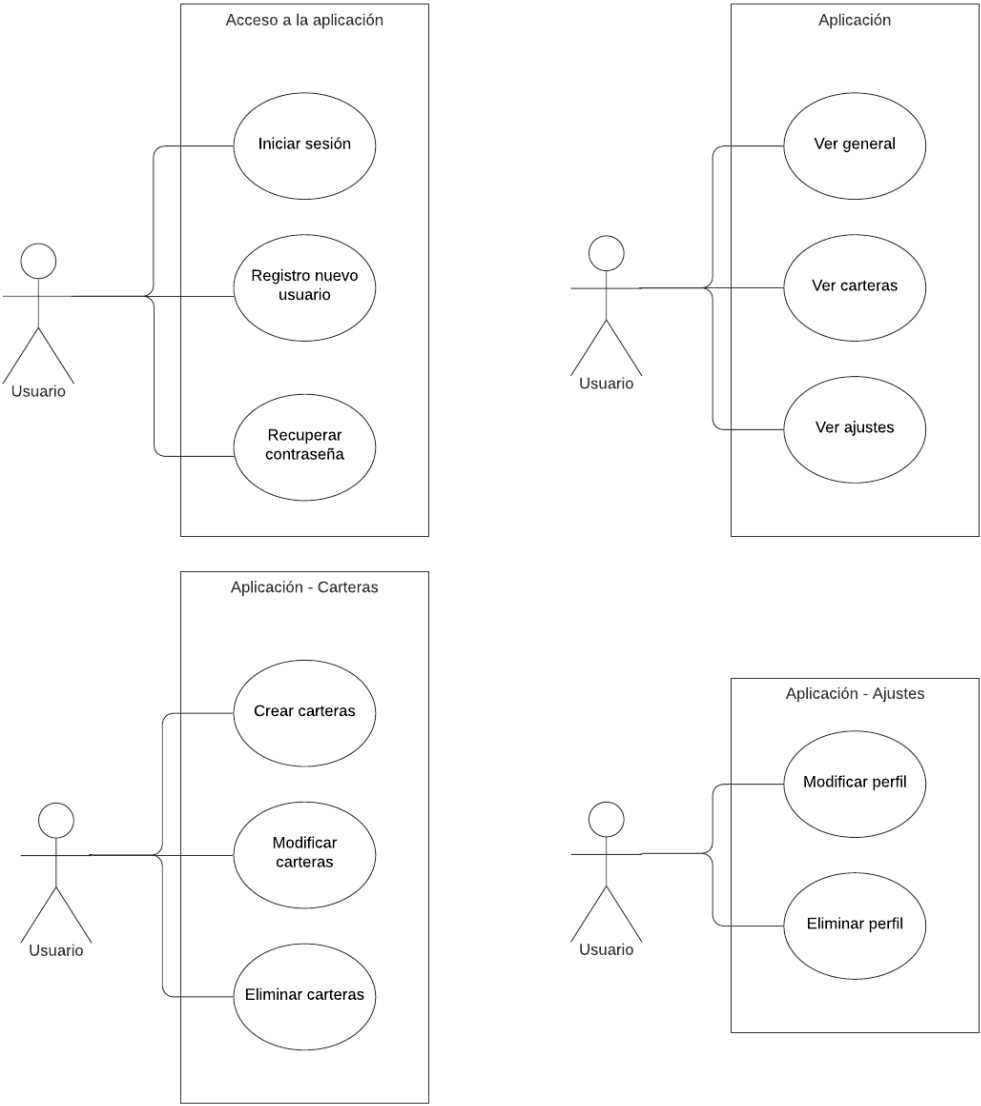 Acceso a la aplicación
Iniciar sesión
Registro nuevo
usuario
Recuperar
contraseña
Usuario
Aplicación
Ver general
Ver carteras
Ver ajustes
Usuario
Aplicación - Carteras
Crear carteras
Modificar
carteras
Eliminar carteras
Usuario
Aplicación - Ajustes
Modificar perfil
Eliminar perfil
Usuario